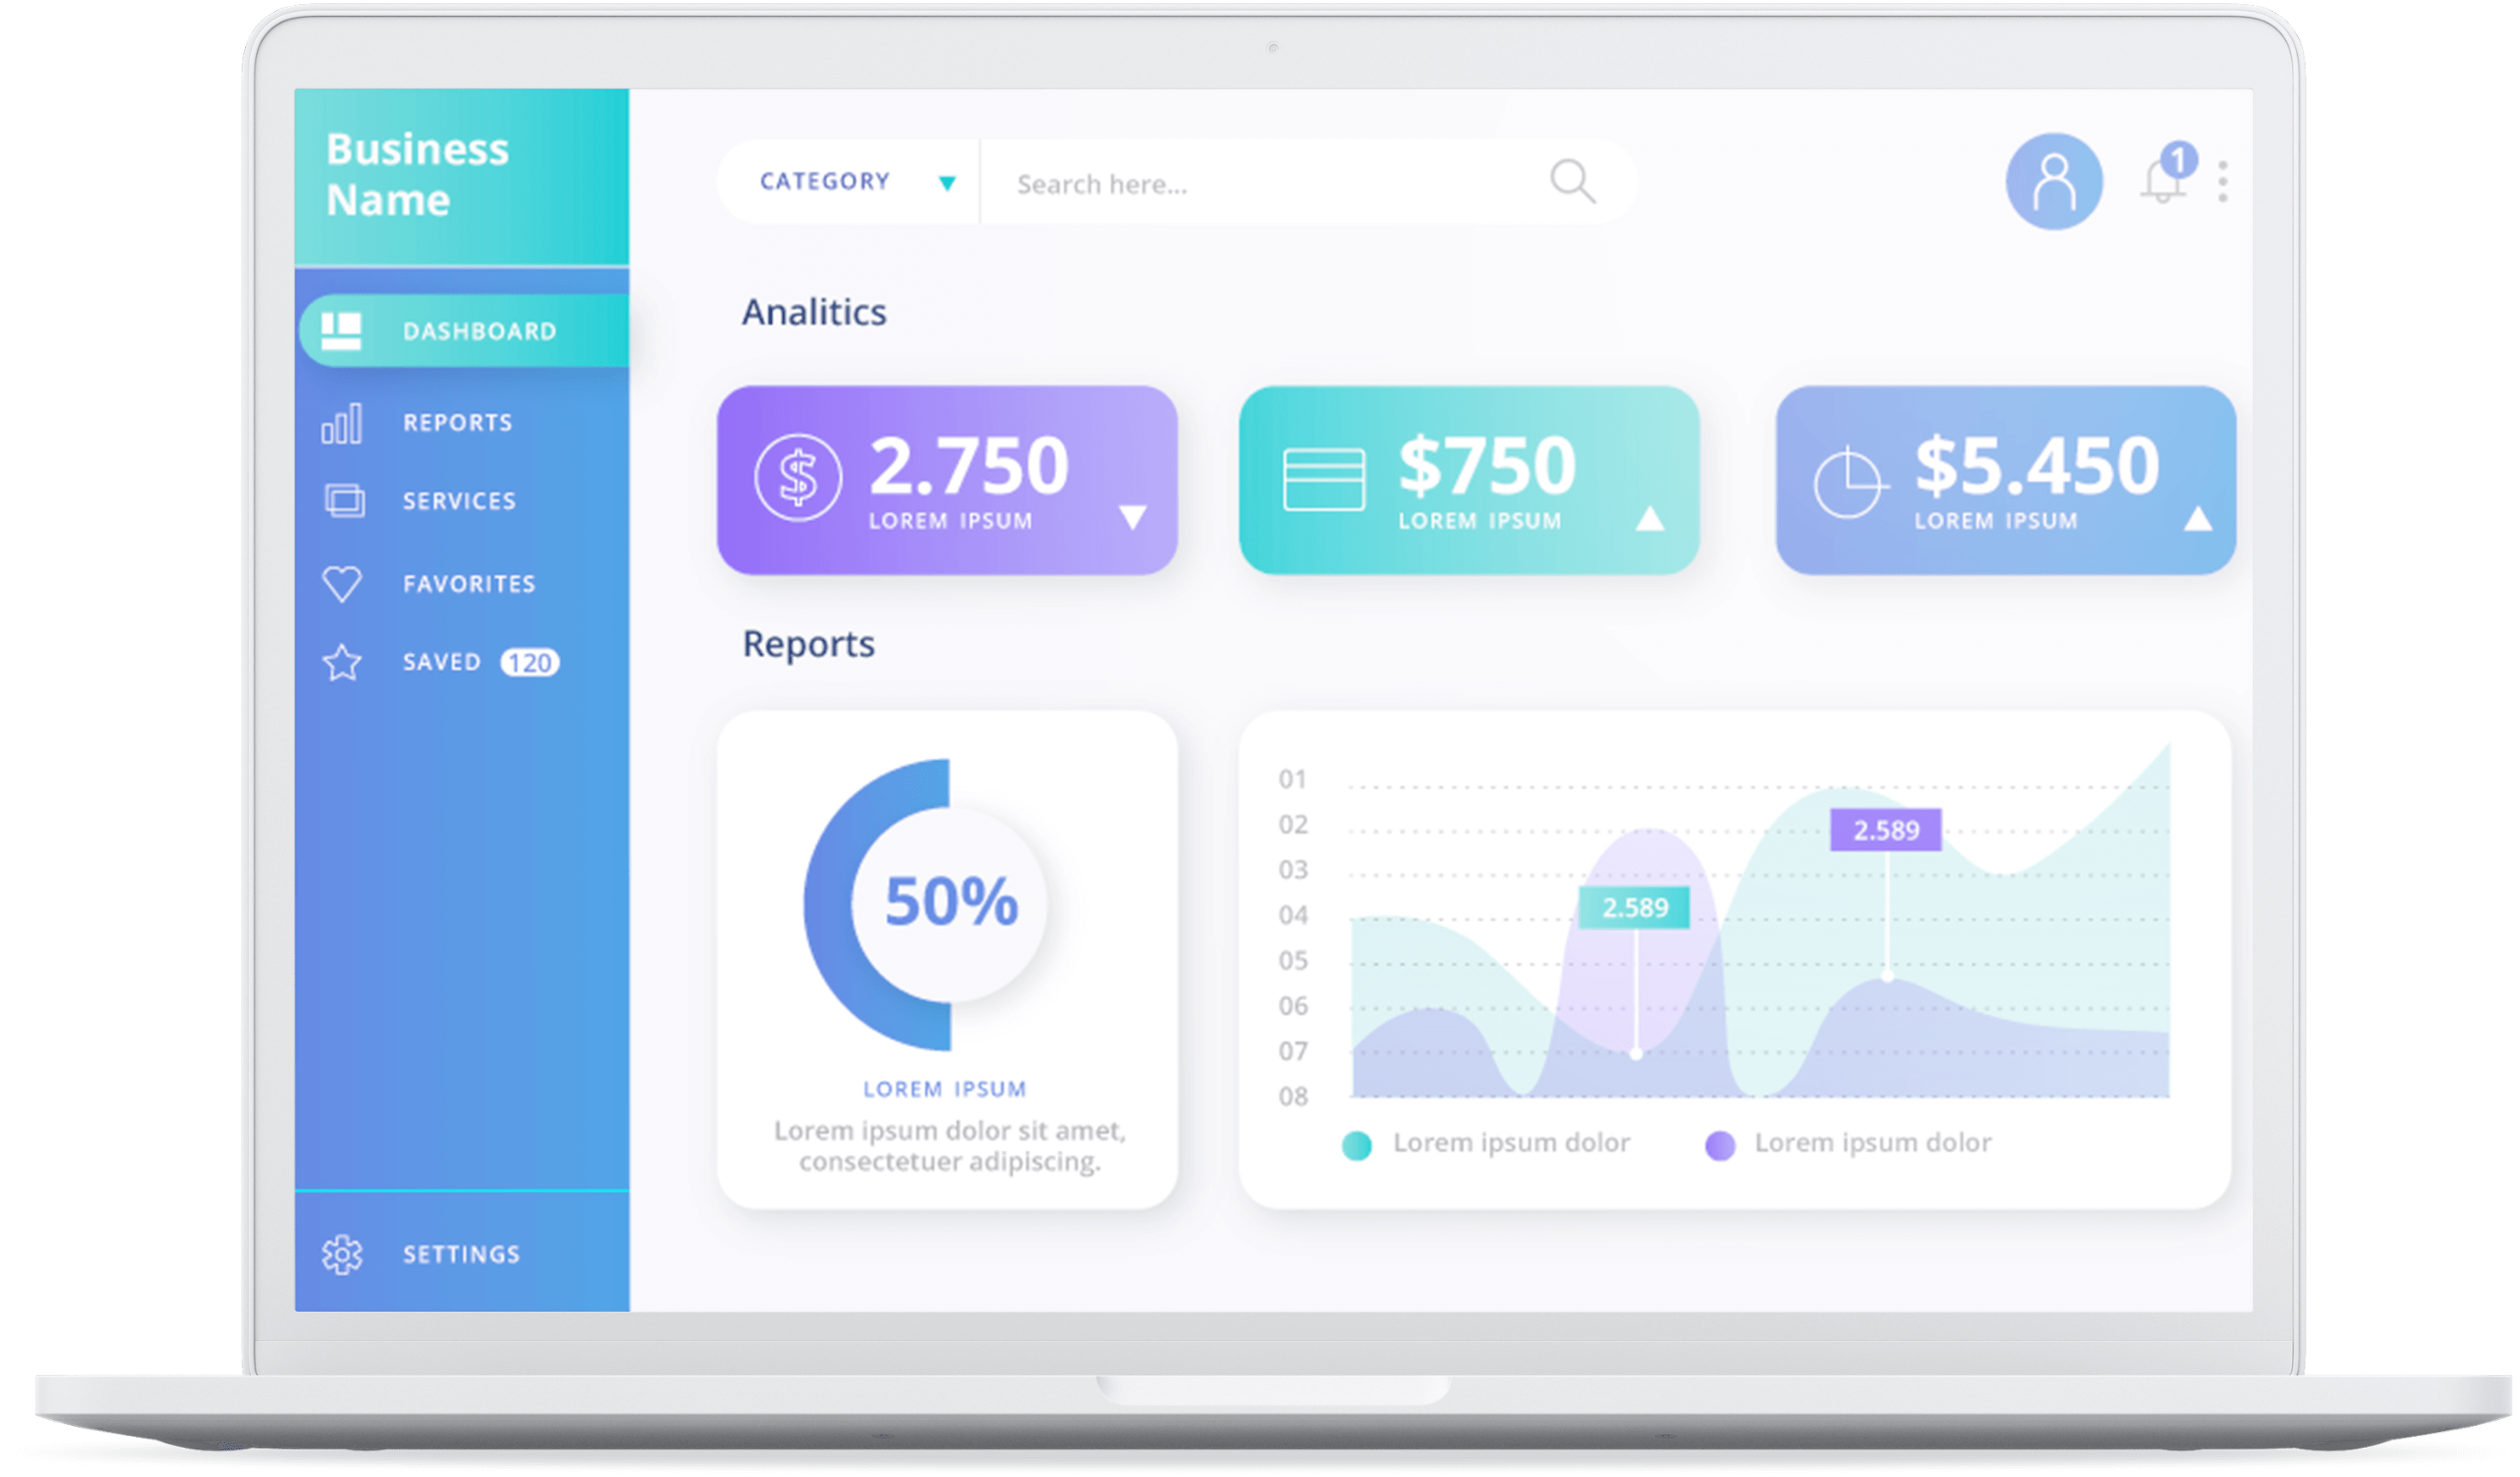 Business
Name
DASHBOARD
REPORTS
SERVICES
FAVORITES
SAVED 120
SETTINGS
CATEGORY Search here...
1
Analitics
2.750
LOREM IPSUM
$750
LOREM IPSUM
$5.450
LOREM IPSUM
Reports
50%
LOREM IPSUM
Lorem ipsum dolor sit amet,
consectetuer adipiscing.
01
02
03
04
05
06
07
08
2.589
2.589
Lorem ipsum dolor
Lorem ipsum dolor